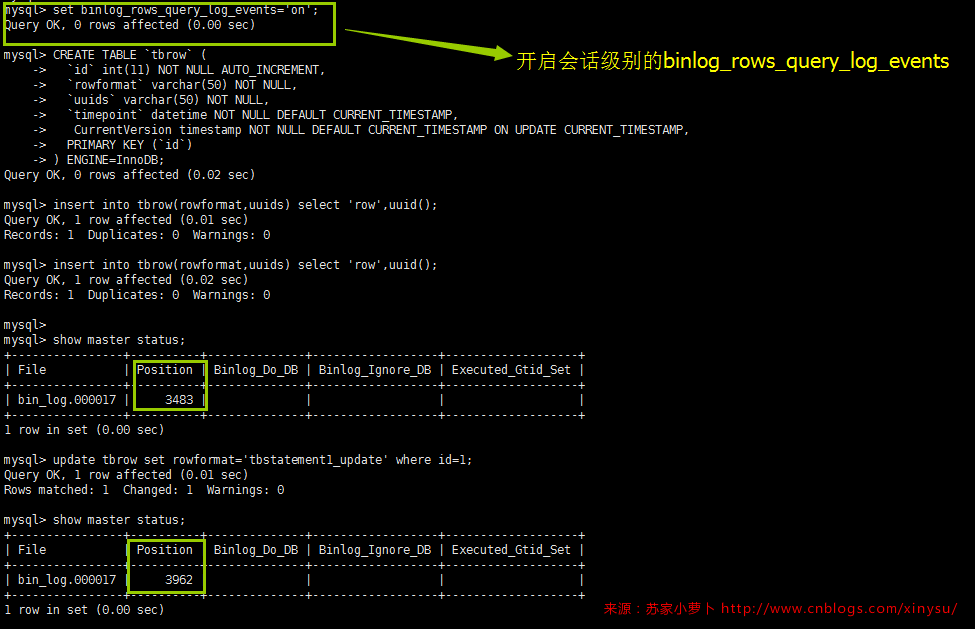 mysql> set binlog_rows_query_log_events='on';
Query OK, 0 rows affected (0.00 sec)
开启会话级别的binlog_rows_query_log_events
mysql> CREATE TABLE `tbrow` (
    ->   `id` int(11) NOT NULL AUTO_INCREMENT,
    ->   `rowformat` varchar(50) NOT NULL,
    ->   `uuids` varchar(50) NOT NULL,
    ->   `timepoint` datetime NOT NULL DEFAULT CURRENT_TIMESTAMP,
    ->    CurrentVersion timestamp NOT NULL DEFAULT CURRENT_TIMESTAMP ON UPDATE CURRENT_TIMESTAMP,
    ->   PRIMARY KEY (`id`)
    -> ) ENGINE=InnoDB;
Query OK, 0 rows affected (0.02 sec)
mysql> insert into tbrow(rowformat,uuids) select 'row',uuid();
Query OK, 1 row affected (0.01 sec)
Records: 1  Duplicates: 0  Warnings: 0
mysql> insert into tbrow(rowformat,uuids) select 'row',uuid();
Query OK, 1 row affected (0.02 sec)
Records: 1  Duplicates: 0  Warnings: 0
mysql>
mysql> show master status;
+----------------+----------+--------------+------------------+-------------------+
| File           | Position | Binlog_Do_DB | Binlog_Ignore_DB | Executed_Gtid_Set |
+----------------+----------+--------------+------------------+-------------------+
| bin_log.000017 |     3483 |              |                  |                   |
+----------------+----------+--------------+------------------+-------------------+
1 row in set (0.00 sec)
mysql> update tbrow set rowformat='tbstatement1_update' where id=1;
Query OK, 1 row affected (0.01 sec)
Rows matched: 1  Changed: 1  Warnings: 0
mysql> show master status;
+----------------+----------+--------------+------------------+-------------------+
| File           | Position | Binlog_Do_DB | Binlog_Ignore_DB | Executed_Gtid_Set |
+----------------+----------+--------------+------------------+-------------------+
| bin_log.000017 |     3962 |              |                  |                   |
+----------------+----------+--------------+------------------+-------------------+
1 row in set (0.00 sec)
来源：苏家小萝卜 http://www.cnblogs.com/xinysu/